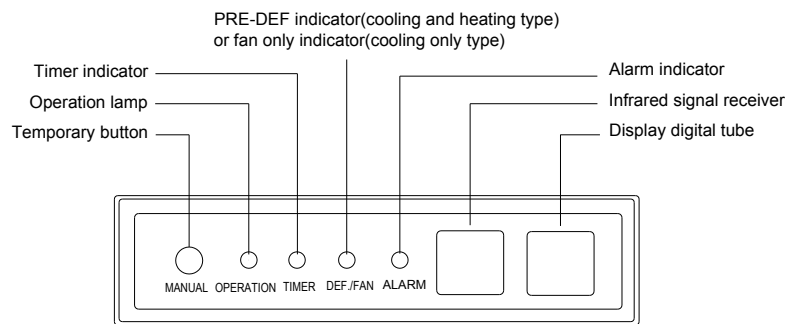 PRE-DEF indicator(cooling and heating type)
or fan only indicator(cooling only type)
Timer indicator
Operation lamp
Temporary button
Alarm indicator
Infrared signal receiver
Display digital tube
MANUAL OPERATION TIMER DEF./FAN ALARM